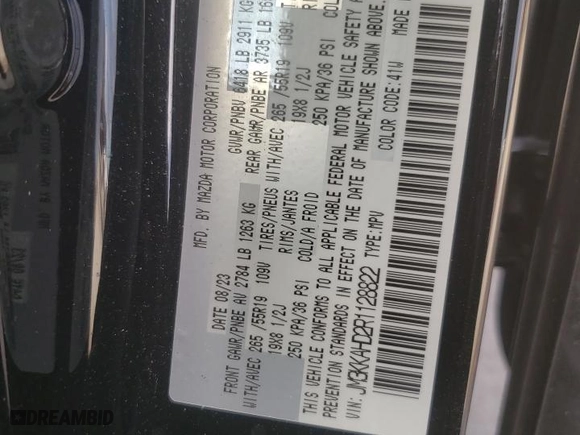 MFD. BY MAZDA MOTOR CORPORATION
DATE 08/23 GVWR/PNBV 6418 LB 2911 KG
FRONT GAWR/PNBE AV 2784 LB 1263 KG REAR GAWR/PNBE AR 3735 LB
WITH/AVEC 265 /55R19 109V TIRES/PNEUS WITH/AVEC 265 /55R19 109V
19X8 1/2J RIMS/JANTES 19X8 1/2J
250 KPA/36 PSI COLD/A FROID 250 KPA/36 PSI COLD
THIS VEHICLE CONFORMS TO ALL APPLICABLE FEDERAL MOTOR VEHICLE SAFETY
PREVENTION STANDARDS IN EFFECT ON THE DATE OF MANUFACTURE SHOWN ABOVE.
VIN: JM3KKAHD2R1128822 TYPE:MPV COLOR CODE:41W MADE
DREAMBID